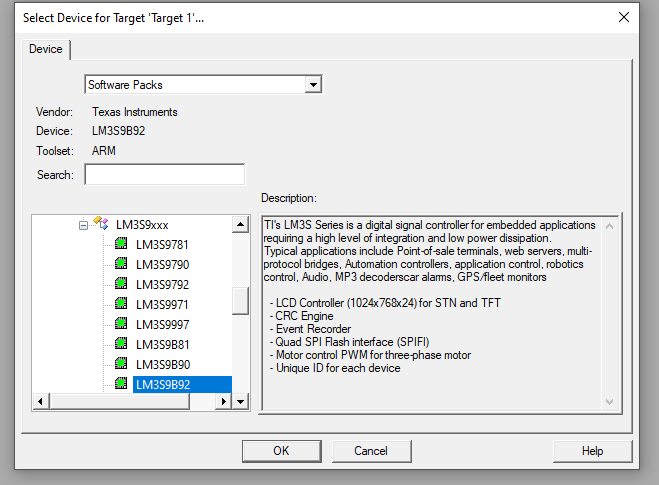 Select Device for Target 'Target 1'...
Device
Software Packs
Vendor: Texas Instruments
Device: LM3S9B92
Toolset: ARM
Search:
Description:
LM3S9xxx
LM3S9781
LM3S9790
LM3S9792
LM3S9971
LM3S9997
LM3S9B81
LM3S9B90
LM3S9B92
TI's LM3S Series is a digital signal controller for embedded applications
requiring a high level of integration and low power dissipation.
Typical applications include Point-of-sale terminals, web servers, multi-
protocol bridges, Automation controllers, application control, robotics
control, Audio, MP3 decoderscar alarms, GPS/fleet monitors
- LCD Controller (1024x768x24) for STN and TFT
- CRC Engine
- Event Recorder
- Quad SPI Flash interface (SPIFI)
- Motor control PWM for three-phase motor
- Unique ID for each device
OK Cancel Help